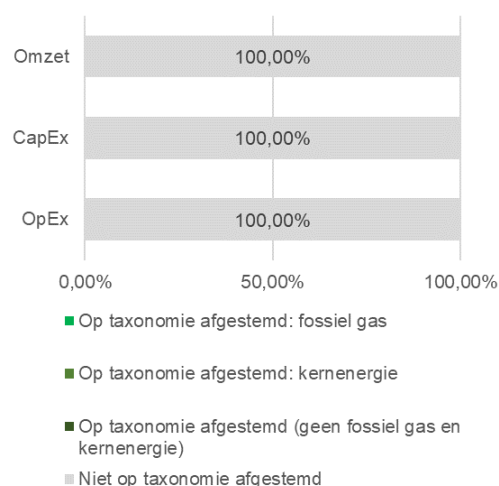 Omzet
100,00%
CapEx
100,00%
OpEx
100,00%
0,00% 50,00% 100,00%
Op taxonomie afgestemd: fossiel gas
Op taxonomie afgestemd: kernenergie
Op taxonomie afgestemd (geen fossiel gas en
kernenergie)
Niet op taxonomie afgestemd